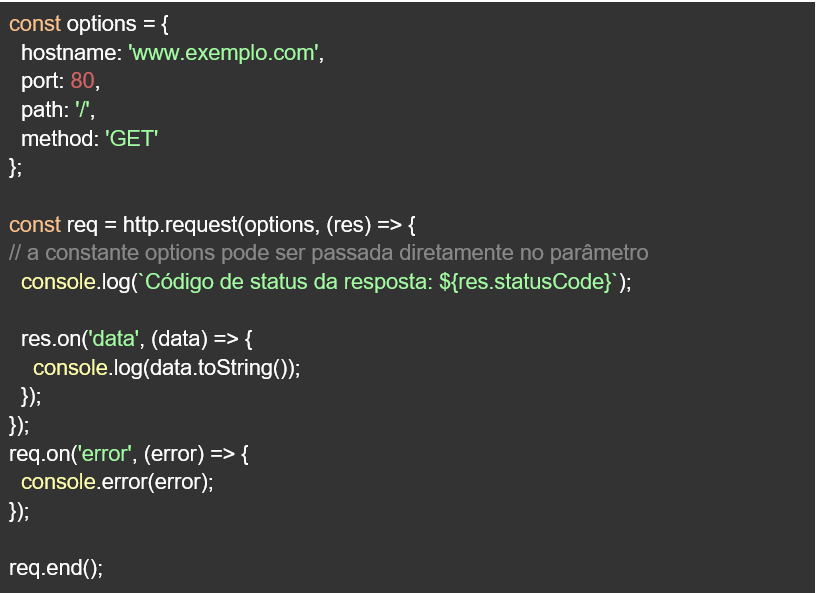 const options = {
  hostname: 'www.exemplo.com',
  port: 80,
  path: '/',
  method: 'GET'
};

const req = http.request(options, (res) => {
// a constante options pode ser passada diretamente no parâmetro
  console.log(`Código de status da resposta: ${res.statusCode}`);

  res.on('data', (data) => {
    console.log(data.toString());
  });
});
req.on('error', (error) => {
  console.error(error);
});

req.end();